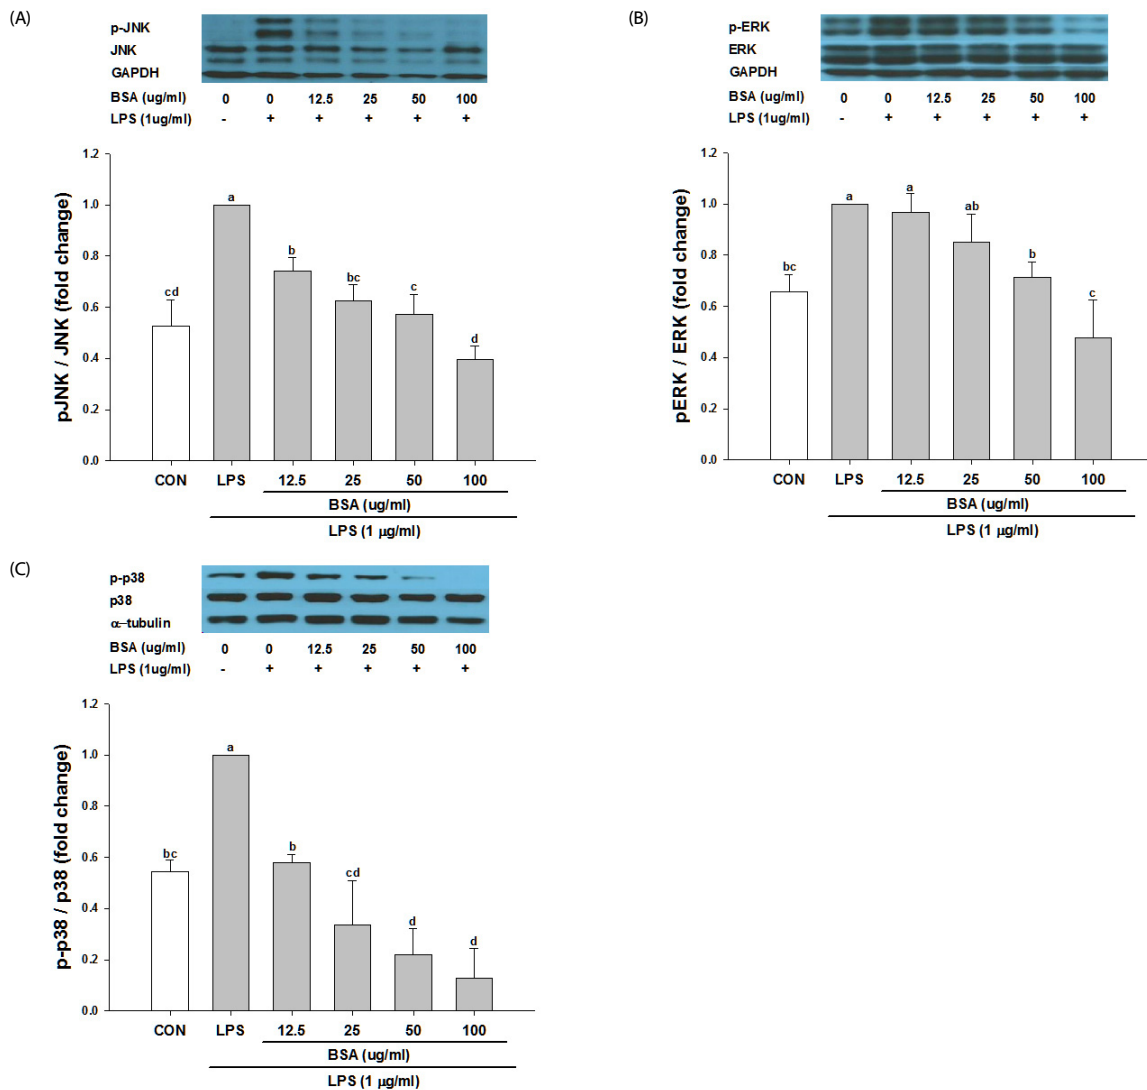 (A)
p-JNK
JNK
GAPDH
BSA (ug/ml) 0 0 12.5 25 50 100
LPS (1ug/ml) - + + + + +
pJNK / JNK (fold change)
1.2
1.0
0.8
0.6
0.4
0.2
0.0
cd a b bc c d
CON LPS 12.5 25 50 100
BSA (ug/ml)
LPS (1 μg/ml)
(B)
p-ERK
ERK
GAPDH
BSA (ug/ml) 0 0 12.5 25 50 100
LPS (1ug/ml) - + + + + +
pERK / ERK (fold change)
1.2
1.0
0.8
0.6
0.4
0.2
0.0
bc a a ab b c
CON LPS 12.5 25 50 100
BSA (ug/ml)
LPS (1 μg/ml)
(C)
p-p38
p38
α-tubulin
BSA (ug/ml) 0 0 12.5 25 50 100
LPS (1ug/ml) - + + + + +
p-p38 / p38 (fold change)
1.2
1.0
0.8
0.6
0.4
0.2
0.0
bc a b cd d d
CON LPS 12.5 25 50 100
BSA (ug/ml)
LPS (1 μg/ml)